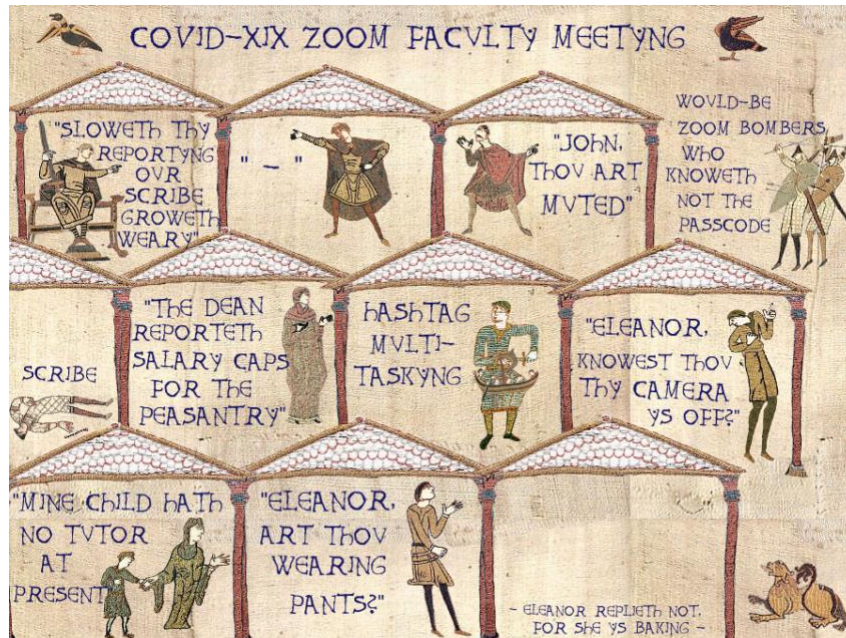 COVID-XIX ZOOM FACVLTY MEETYNG
"SLOWETH THY
REPORTYNG
OVR
SCRIBE
GROWETH
WEARY"
" – "
"JOHN,
THOV ART
MVTED"
WOVLD-BE
ZOOM BOMBERS
WHO
KNOWETH
NOT THE
PASSCODE
SCRIBE
"THE DEAN
REPORTETH
SALARY CAPS
FOR THE
PEASANTRY"
HASHTAG
MVLTI-
TASKYNG
"ELEANOR,
KNOWEST THOV
THY CAMERA
YS OFF?"
"MINE CHILD HATH
NO TVTOR
AT
PRESENT"
"ELEANOR,
ART THOV
WEARING
PANTS?"
- ELEANOR REPLIETH NOT,
FOR SHE YS BAKING -